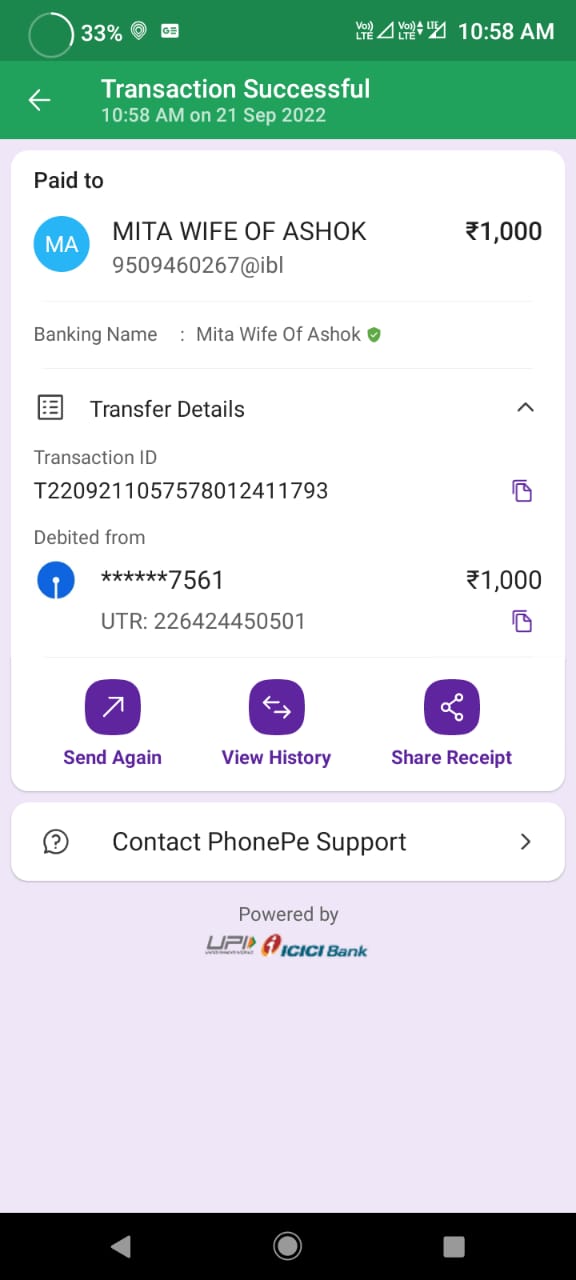 33% GE Vo)) LTE Vo)) LTE LTE 10:58 AM
Transaction Successful
10:58 AM on 21 Sep 2022
Paid to
MA MITA WIFE OF ASHOK ₹1,000
9509460267@ibl
Banking Name : Mita Wife Of Ashok
Transfer Details
Transaction ID
T2209211057578012411793
Debited from
******7561 ₹1,000
UTR: 226424450501
Send Again View History Share Receipt
Contact PhonePe Support
Powered by
UPI ICICI Bank